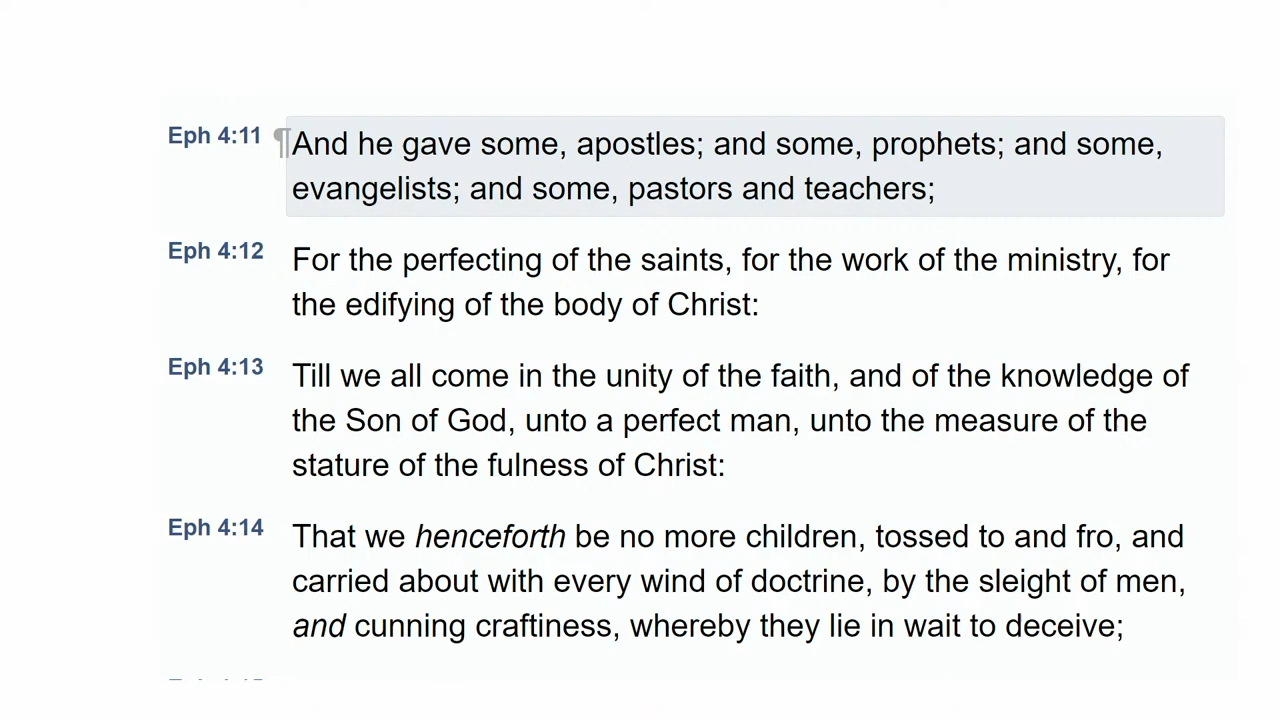 Eph 4:11 ¶And he gave some, apostles; and some, prophets; and some,
evangelists; and some, pastors and teachers;
Eph 4:12 For the perfecting of the saints, for the work of the ministry, for
the edifying of the body of Christ:
Eph 4:13 Till we all come in the unity of the faith, and of the knowledge of
the Son of God, unto a perfect man, unto the measure of the
stature of the fulness of Christ:
Eph 4:14 That we henceforth be no more children, tossed to and fro, and
carried about with every wind of doctrine, by the sleight of men,
and cunning craftiness, whereby they lie in wait to deceive;